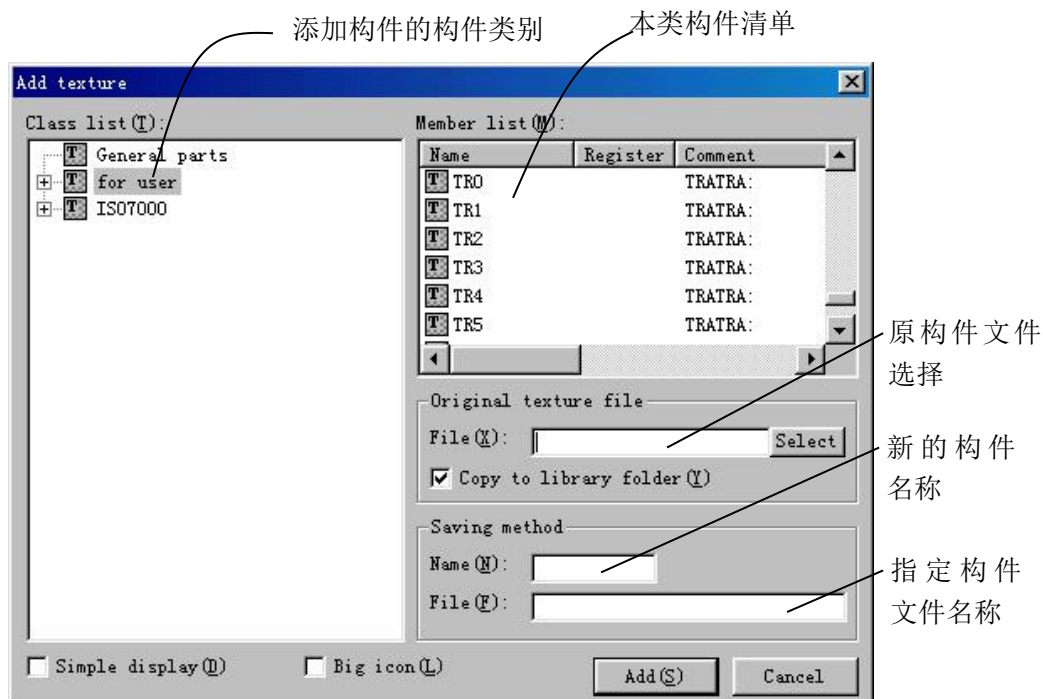 添加构件的构件类别
本类构件清单
Add texture
Class list(T):
General parts
for user
ISO7000
Member list(M):
Name Register Comment
TR0 TRATRA:
TR1 TRATRA:
TR2 TRATRA:
TR3 TRATRA:
TR4 TRATRA:
TR5 TRATRA:
原构件文件
选择
Original texture file
File(X): Select
Copy to library folder(Y)
新的构件
名称
Saving method
Name(N):
File(F):
指定构件
文件名称
Simple display(D) Big icon(L)
Add(S) Cancel